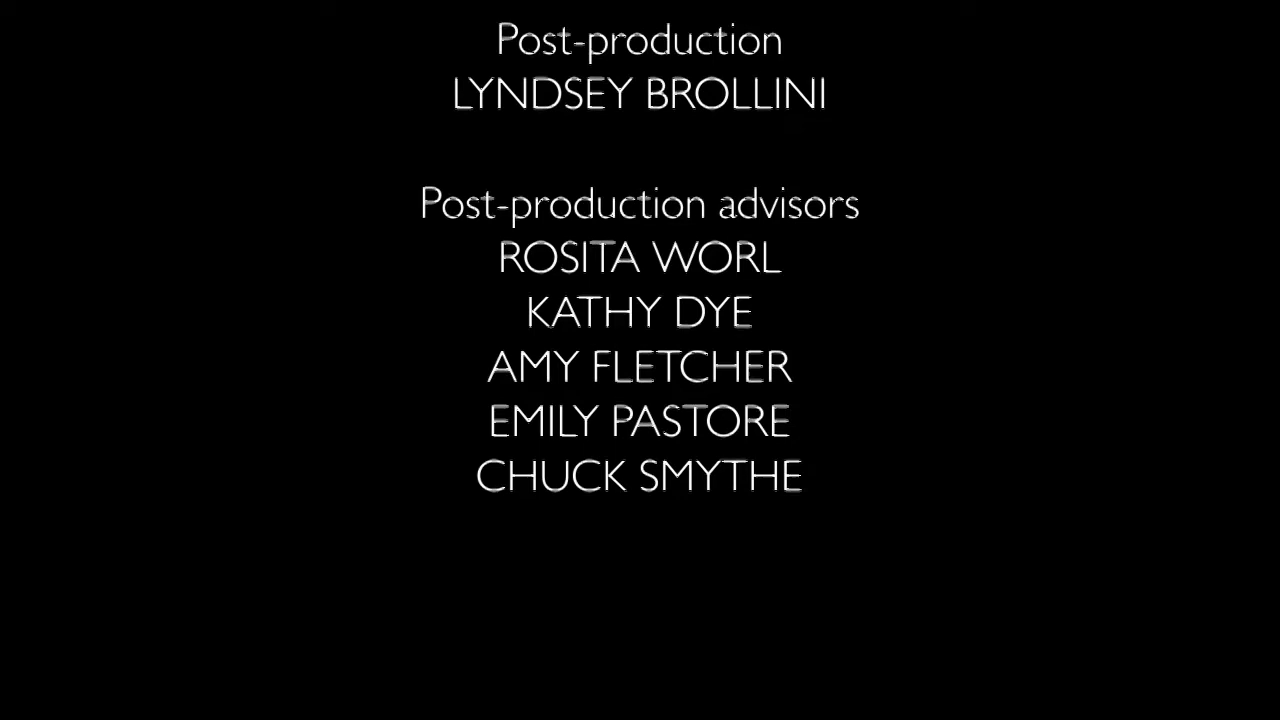 Post-production
LYNDSEY BROLLINI
Post-production advisors
ROSITA WORL
KATHY DYE
AMY FLETCHER
EMILY PASTORE
CHUCK SMYTHE